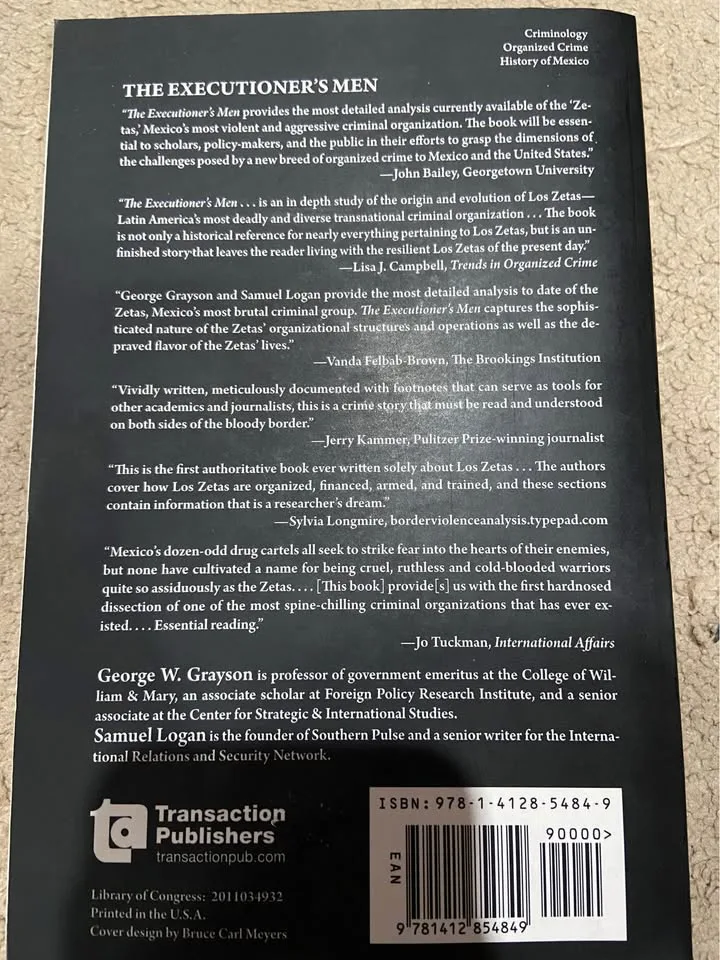 Criminology
Organized Crime
History of Mexico
THE EXECUTIONER'S MEN
“The Executioner's Men provides the most detailed analysis currently available of the ‘Ze-
tas,’ Mexico's most violent and aggressive criminal organization. The book will be essen-
tial to scholars, policy-makers, and the public in their efforts to grasp the dimensions of
the challenges posed by a new breed of organized crime to Mexico and the United States.”
—John Bailey, Georgetown University
“The Executioner's Men . . . is an in depth study of the origin and evolution of Los Zetas—
Latin America's most deadly and diverse transnational criminal organization . . . The book
is not only a historical reference for nearly everything pertaining to Los Zetas, but is an un-
finished story that leaves the reader living with the resilient Los Zetas of the present day.”
—Lisa J. Campbell, Trends in Organized Crime
“George Grayson and Samuel Logan provide the most detailed analysis to date of the
Zetas, Mexico's most brutal criminal group. The Executioner's Men captures the sophis-
ticated nature of the Zetas' organizational structures and operations as well as the de-
praved flavor of the Zetas' lives.”
—Vanda Felbab-Brown, The Brookings Institution
“Vividly written, meticulously documented with footnotes that can serve as tools for
other academics and journalists, this is a crime story that must be read and understood
on both sides of the bloody border.”
—Jerry Kammer, Pulitzer Prize-winning journalist
“This is the first authoritative book ever written solely about Los Zetas . . . The authors
cover how Los Zetas are organized, financed, armed, and trained, and these sections
contain information that is a researcher's dream.”
—Sylvia Longmire, borderviolenceanalysis.typepad.com
“Mexico's dozen-odd drug cartels all seek to strike fear into the hearts of their enemies,
but none have cultivated a name for being cruel, ruthless and cold-blooded warriors
quite so assiduously as the Zetas. . . . [This book] provide[s] us with the first hardnosed
dissection of one of the most spine-chilling criminal organizations that has ever ex-
isted. . . . Essential reading.”
—Jo Tuckman, International Affairs
George W. Grayson is professor of government emeritus at the College of Wil-
liam & Mary, an associate scholar at Foreign Policy Research Institute, and a senior
associate at the Center for Strategic & International Studies.
Samuel Logan is the founder of Southern Pulse and a senior writer for the Interna-
tional Relations and Security Network.
Transaction
Publishers
transactionpub.com
Library of Congress: 2011034932
Printed in the U.S.A.
Cover design by Bruce Carl Meyers
ISBN: 978-1-4128-5484-9
90000>
EAN
9 781412 854849